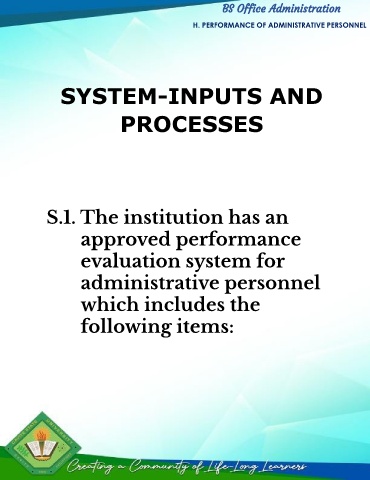 BS Office Administration
H. PERFORMANCE OF ADMINISTRATIVE PERSONNEL
SYSTEM-INPUTS AND
PROCESSES
S.1. The institution has an
approved performance
evaluation system for
administrative personnel
which includes the
following items:
Creating a Community of Life-Long Learners